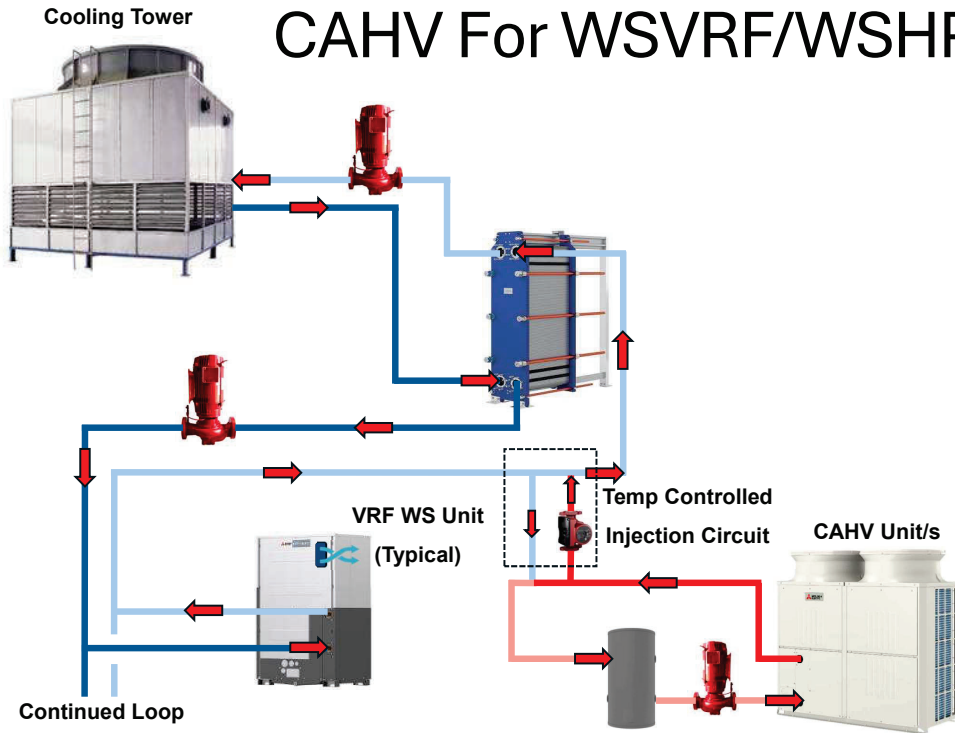 Cooling Tower
CAHV For WSVRF/WSHP
VRF WS Unit
(Typical)
Temp Controlled
Injection Circuit
CAHV Unit/s
Continued Loop